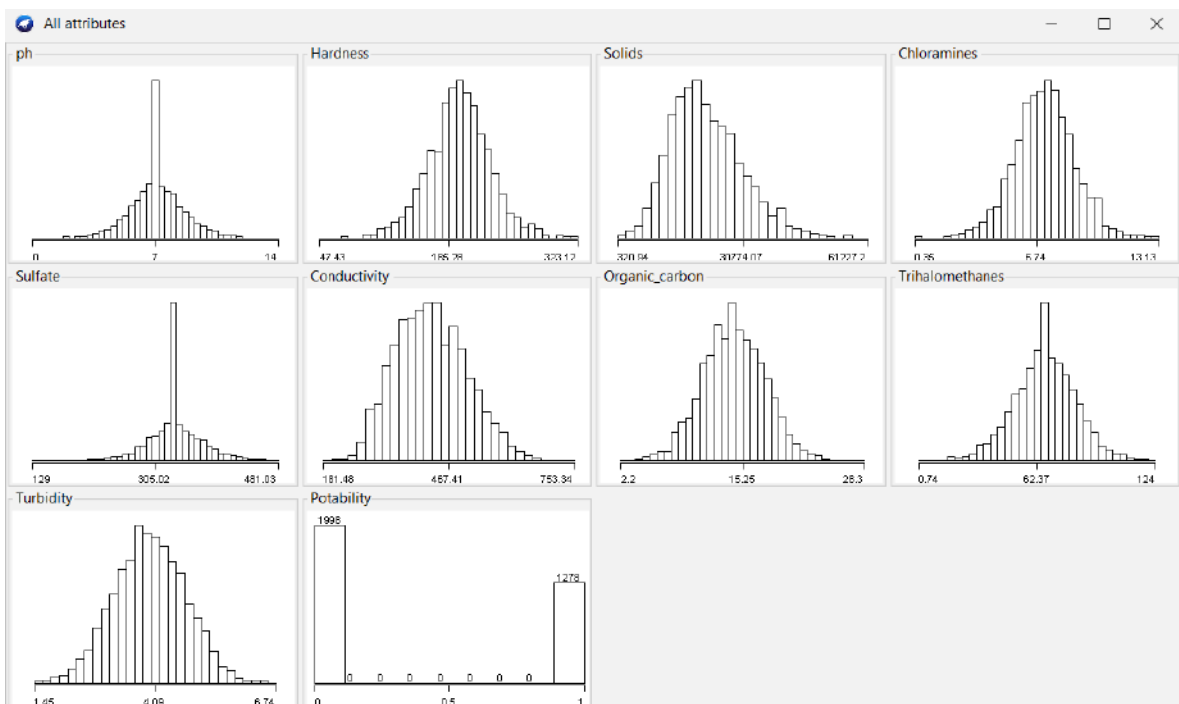 All attributes
ph Hardness Solids Chloramines
0 7 14 47.43 185.28 323.12 320.94 30774.07 61227.2 0.35 6.74 13.13
Sulfate Conductivity Organic_carbon Trihalomethanes
129 305.02 481.03 181.48 467.41 753.34 2.2 15.25 28.3 0.74 62.37 124
Turbidity Potability
1998
1278
0 0 0 0 0 0 0
1.45 4.09 6.74 0 0.5 1